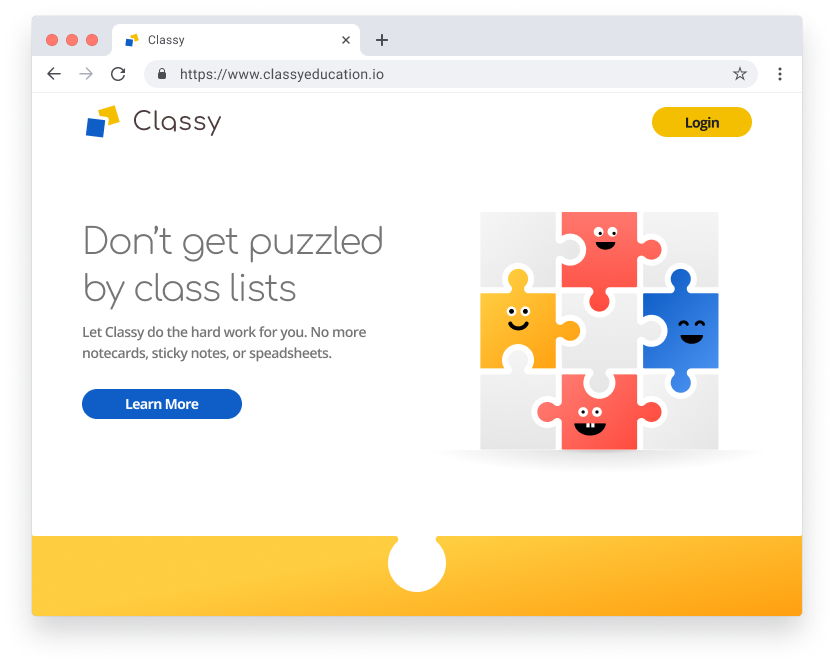 Classy
https://www.classyeducation.io
Classy
Login
Don't get puzzled
by class lists
Let Classy do the hard work for you. No more
notecards, sticky notes, or speadsheets.
Learn More